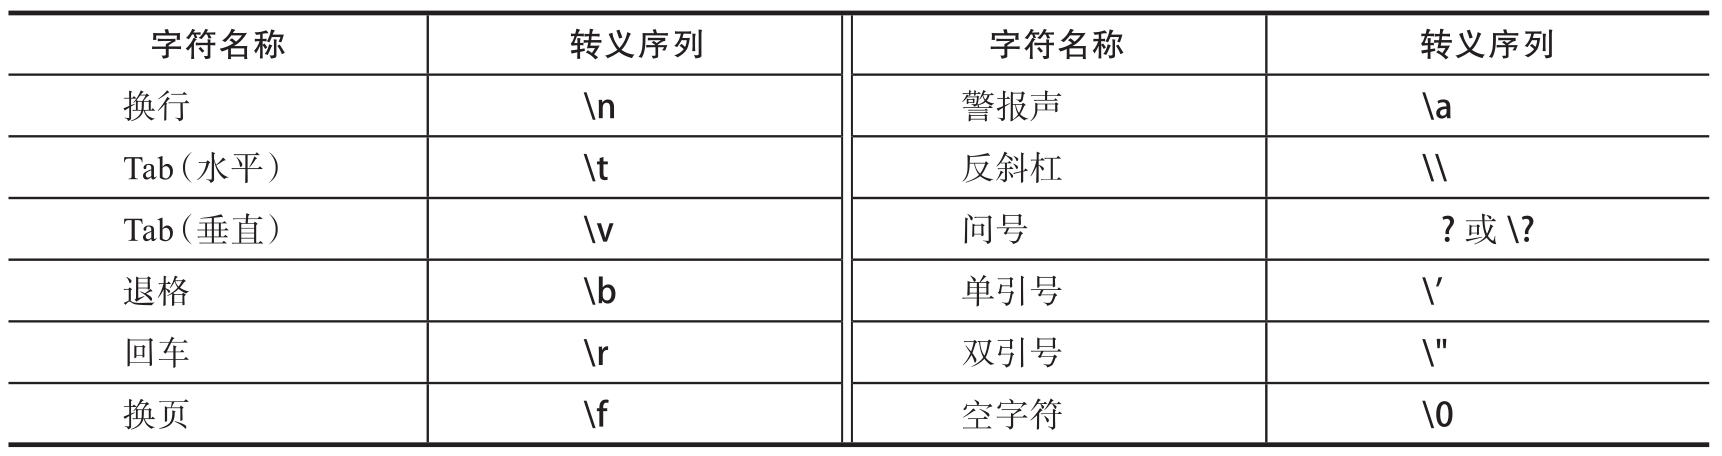 字符名称 转义序列 字符名称 转义序列
换行 \n 警报声 \a
Tab（水平） \t 反斜杠 \\
Tab（垂直） \v 问号 ? 或 \?
退格 \b 单引号 \′
回车 \r 双引号 \"
换页 \f 空字符 \0